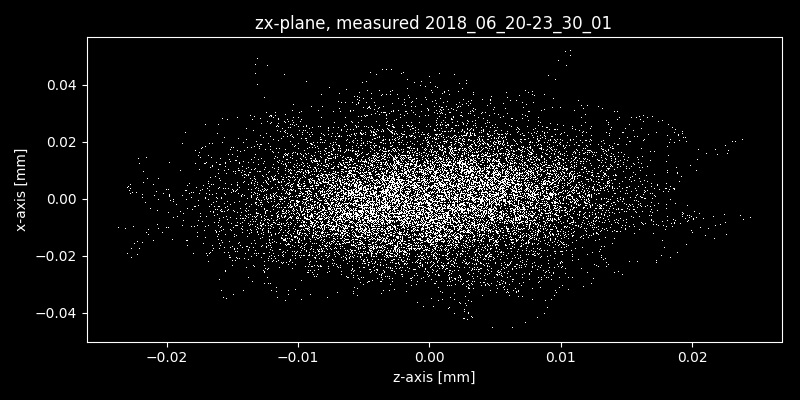 zx-plane, measured 2018_06_20-23_30_01
0.04
0.02
0.00
−0.02
−0.04
x-axis [mm]
−0.02 −0.01 0.00 0.01 0.02
z-axis [mm]